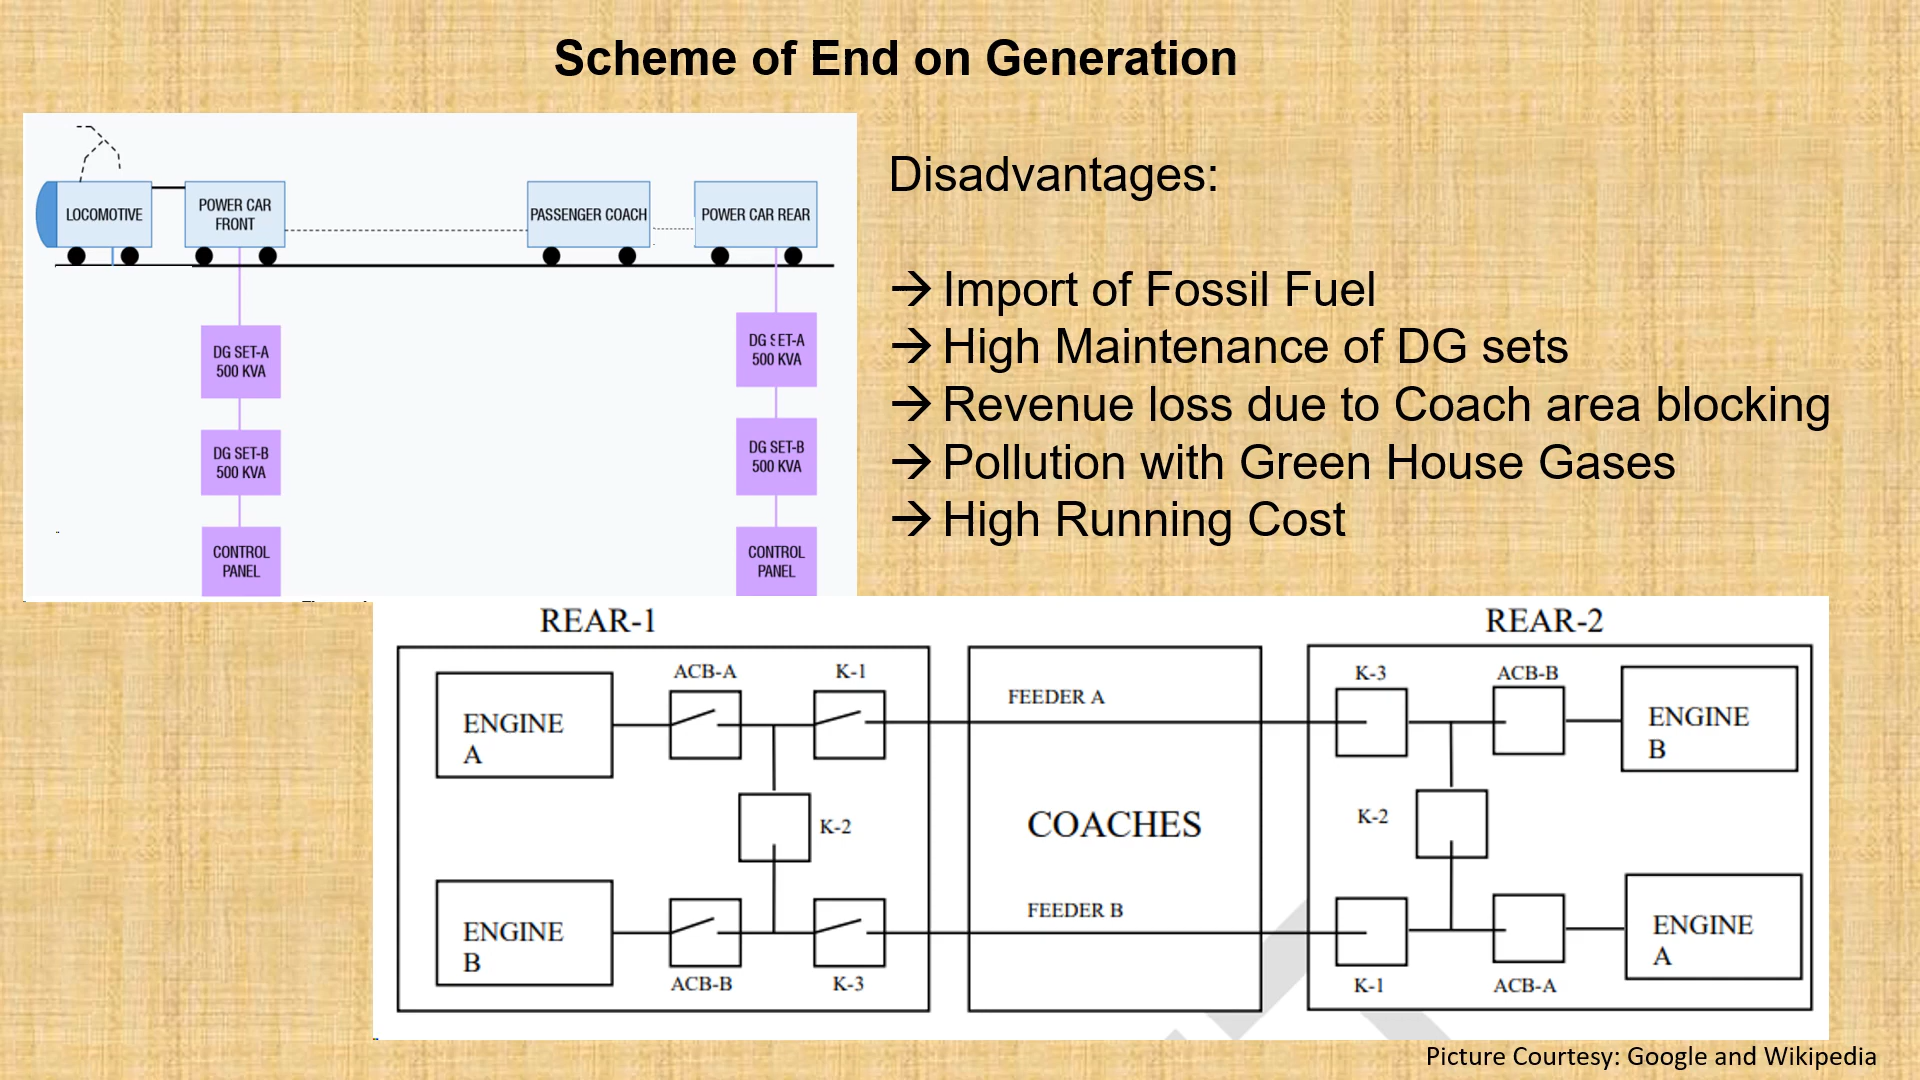 Scheme of End on Generation
LOCOMOTIVE
POWER CAR
FRONT
PASSENGER COACH
POWER CAR REAR
DG SET-A
500 KVA
DG SET-B
500 KVA
CONTROL
PANEL
DG SET-A
500 KVA
DG SET-B
500 KVA
CONTROL
PANEL
Disadvantages:
→ Import of Fossil Fuel
→ High Maintenance of DG sets
→ Revenue loss due to Coach area blocking
→ Pollution with Green House Gases
→ High Running Cost
REAR-1
REAR-2
ENGINE
A
ACB-A
K-1
K-2
ENGINE
B
ACB-B
K-3
FEEDER A
COACHES
FEEDER B
K-3
ACB-B
ENGINE
B
K-2
K-1
ACB-A
ENGINE
A
Picture Courtesy: Google and Wikipedia